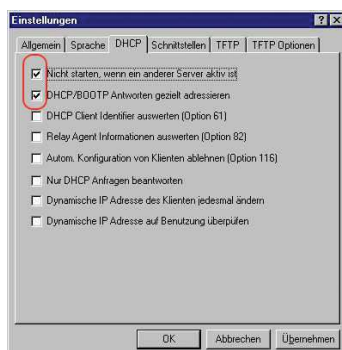 Einstellungen
Allgemein Sprache DHCP Schnittstellen TFTP TFTP Optionen
Nicht starten, wenn ein anderer Server aktiv ist
DHCP/BOOTP Antworten gezielt adressieren
DHCP Client Identifier auswerten (Option 61)
Relay Agent Informationen auswerten (Option 82)
Autom. Konfiguration von Klienten ablehnen (Option 116)
Nur DHCP Anfragen beantworten
Dynamische IP Adresse des Klienten jedesmal ändern
Dynamische IP Adresse auf Benutzung überpüfen
OK Abbrechen Übernehmen